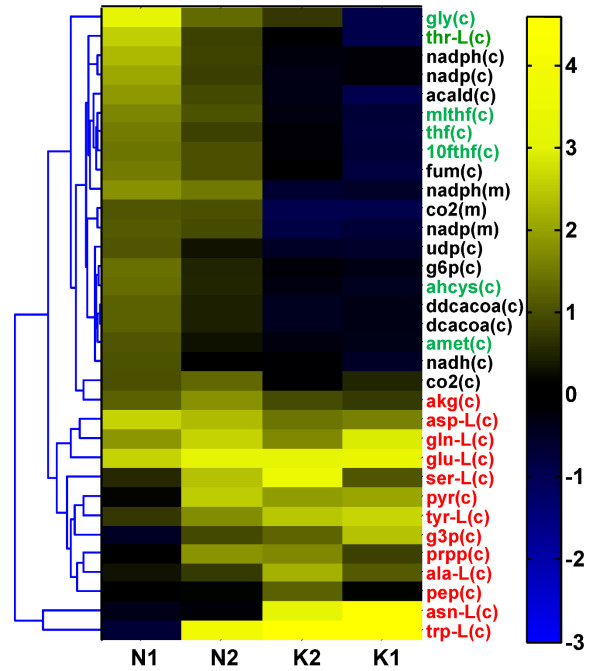 gly(c)
thr-L(c)
nadph(c)
nadp(c)
acald(c)
mlthf(c)
thf(c)
10fthf(c)
fum(c)
nadph(m)
co2(m)
nadp(m)
udp(c)
g6p(c)
ahcys(c)
ddcacoa(c)
dcacoa(c)
amet(c)
nadh(c)
co2(c)
akg(c)
asp-L(c)
gln-L(c)
glu-L(c)
ser-L(c)
pyr(c)
tyr-L(c)
g3p(c)
prpp(c)
ala-L(c)
pep(c)
asn-L(c)
trp-L(c)
N1 N2 K2 K1
4
3
2
1
0
-1
-2
-3